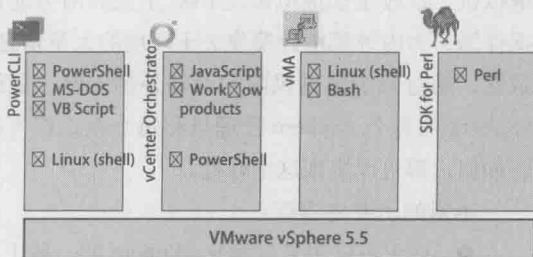 PowerCLI
☒ PowerShell
☒ MS-DOS
☒ VB Script
☒ Linux (shell)
vCenter Orchestrator
☒ JavaScript
☒ Work☒ow
products
☒ PowerShell
vMA
☒ Linux (shell)
☒ Bash
SDK for Perl
☒ Perl
VMware vSphere 5.5